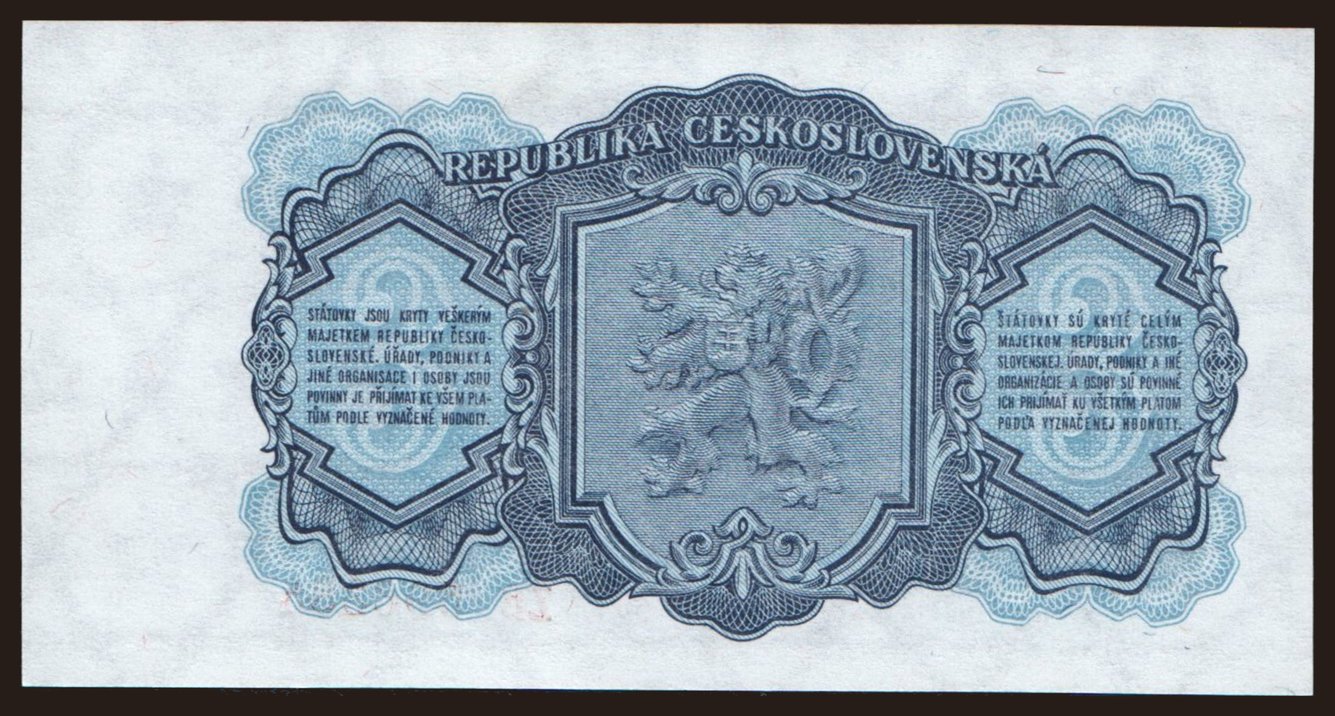 REPUBLIKA ČESKOSLOVENSKÁ
STÁTOVKY JSOU KRYTY VEŠKERÝM
MAJETKEM REPUBLIKY ČESKO-
SLOVENSKÉ. ÚŘADY, PODNIKY A
JINÉ ORGANISACE I OSOBY JSOU
POVINNY JE PŘIJÍMAT KE VŠEM PLA-
TŮM PODLE VYZNAČENÉ HODNOTY.
3
ŠTÁTOVKY SÚ KRYTÉ CELÝM
MAJETKOM REPUBLIKY ČESKO-
SLOVENSKEJ. ÚRADY, PODNIKY A INÉ
ORGANIZÁCIE A OSOBY SÚ POVINNÉ
ICH PRIJÍMAŤ KU VŠETKÝM PLATOM
PODĽA VYZNAČENEJ HODNOTY.
3